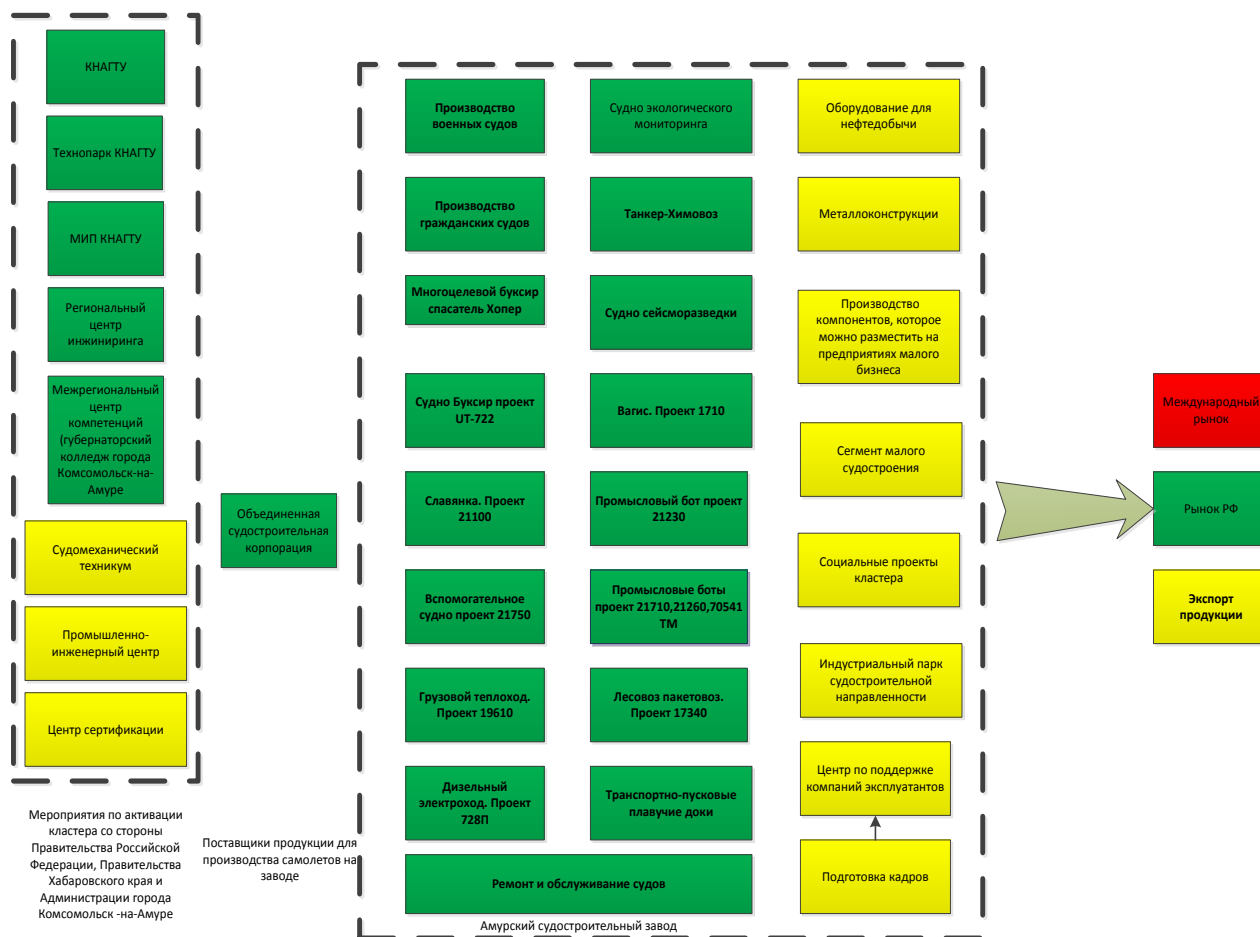 КНАГТУ
Технопарк КНАГТУ
МИП КНАГТУ
Региональный
центр
инжиниринга
Межрегиональный
центр
компетенций
(губернаторский
колледж города
Комсомольск-на-
Амуре
Судомеханический
техникум
Промышленно-
инженерный центр
Центр сертификации
Мероприятия по активации
кластера со стороны
Правительства Российской
Федерации, Правительства
Хабаровского края и
Администрации города
Комсомольск -на-Амуре
Объединенная
судостроительная
корпорация
Поставщики продукции для
производства самолетов на
заводе
Производство
военных судов
Производство
гражданских судов
Многоцелевой буксир
спасатель Хопер
Судно Буксир проект
UT-722
Славянка. Проект
21100
Вспомогательное
судно проект 21750
Грузовой теплоход.
Проект 19610
Дизельный
электроход. Проект
728П
Судно экологического
мониторинга
Танкер-Химовоз
Судно сейсморазведки
Вагис. Проект 1710
Промысловый бот проект
21230
Промысловые боты
проект 21710,21260,70541
ТМ
Лесовоз пакетовоз.
Проект 17340
Транспортно-пусковые
плавучие доки
Ремонт и обслуживание судов
Амурский судостроительный завод
Оборудование для
нефтедобычи
Металлоконструкции
Производство
компонентов, которое
можно разместить на
предприятиях малого
бизнеса
Сегмент малого
судостроения
Социальные проекты
кластера
Индустриальный парк
судостроительной
направленности
Центр по поддержке
компаний эксплуатантов
Подготовка кадров
Международный
рынок
Рынок РФ
Экспорт
продукции